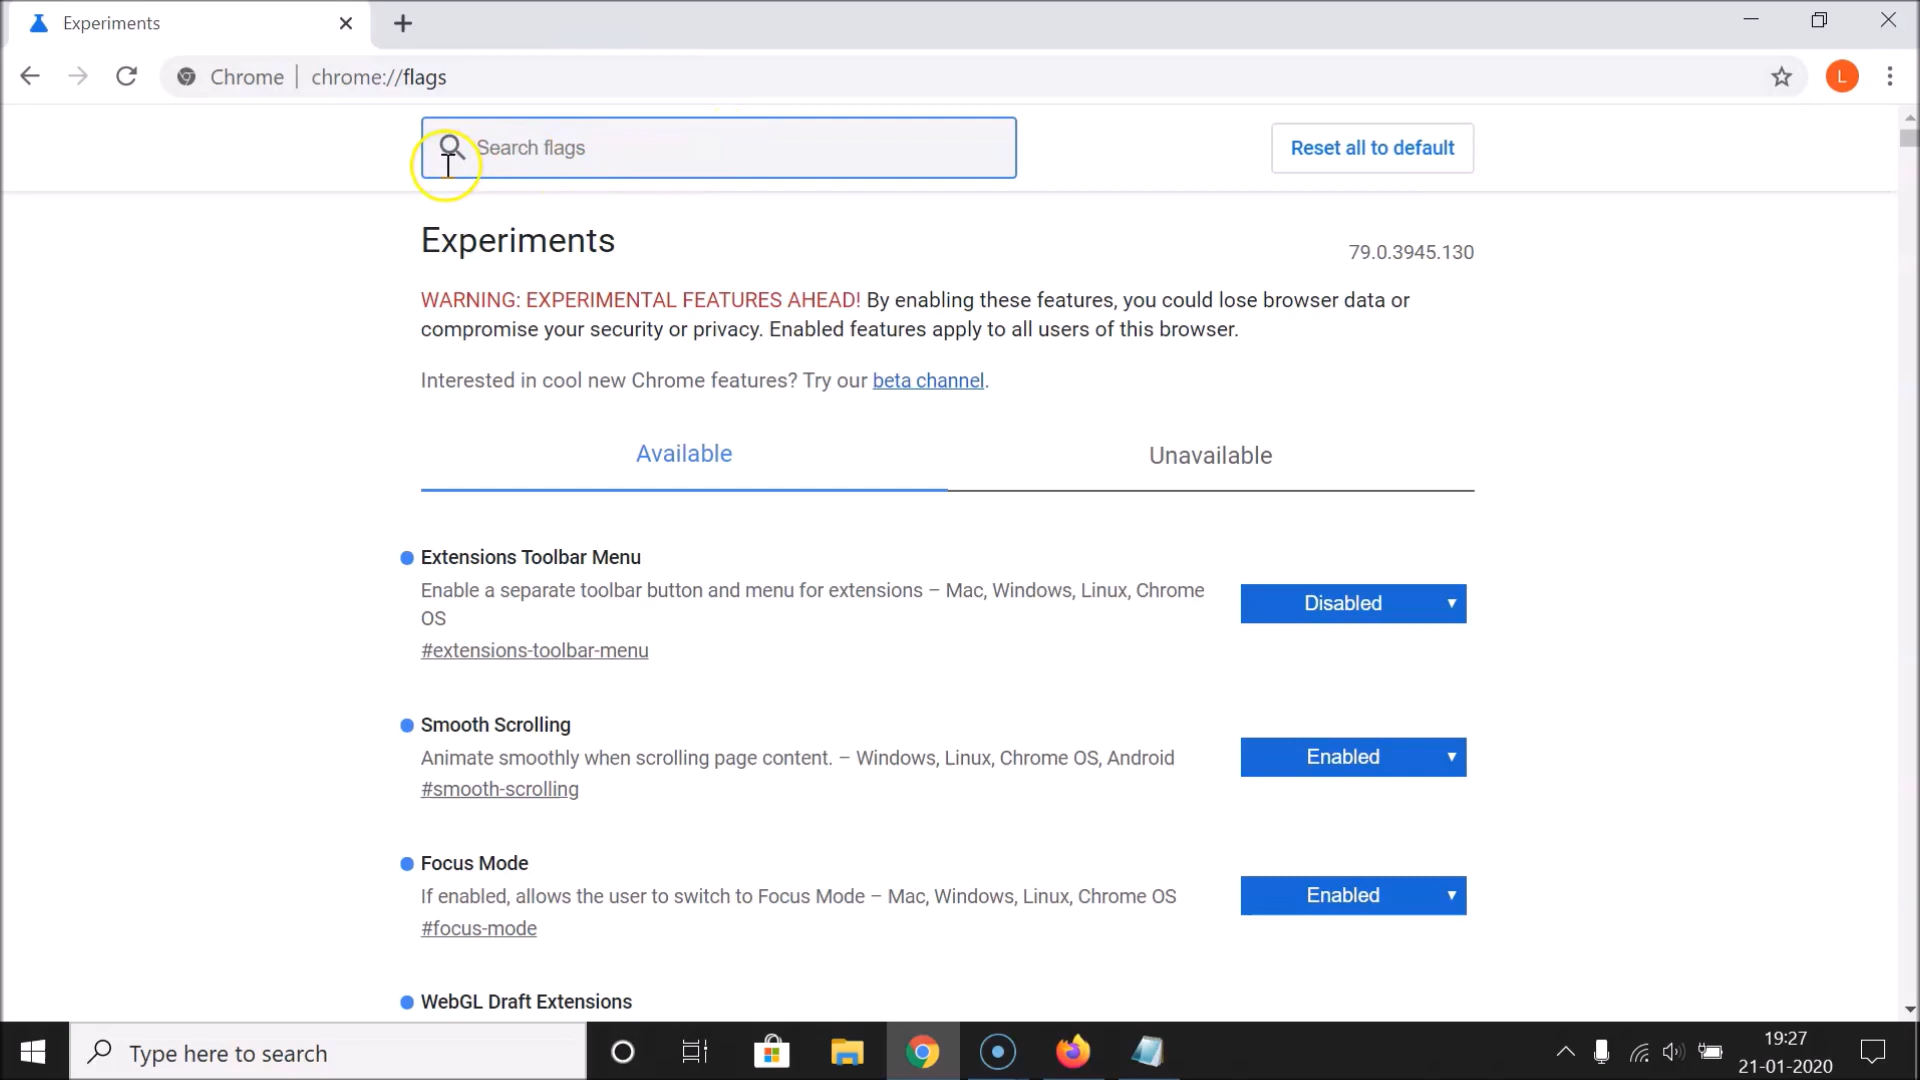 Experiments
Chrome
chrome://flags
L
Search flags
Reset all to default
Experiments
79.0.3945.130
WARNING: EXPERIMENTAL FEATURES AHEAD! By enabling these features, you could lose browser data or
compromise your security or privacy. Enabled features apply to all users of this browser.
Interested in cool new Chrome features? Try our beta channel.
Available
Unavailable
Extensions Toolbar Menu
Enable a separate toolbar button and menu for extensions – Mac, Windows, Linux, Chrome
OS
#extensions-toolbar-menu
Disabled
Smooth Scrolling
Animate smoothly when scrolling page content. – Windows, Linux, Chrome OS, Android
#smooth-scrolling
Enabled
Focus Mode
If enabled, allows the user to switch to Focus Mode – Mac, Windows, Linux, Chrome OS
#focus-mode
Enabled
WebGL Draft Extensions
Type here to search
19:27
21-01-2020